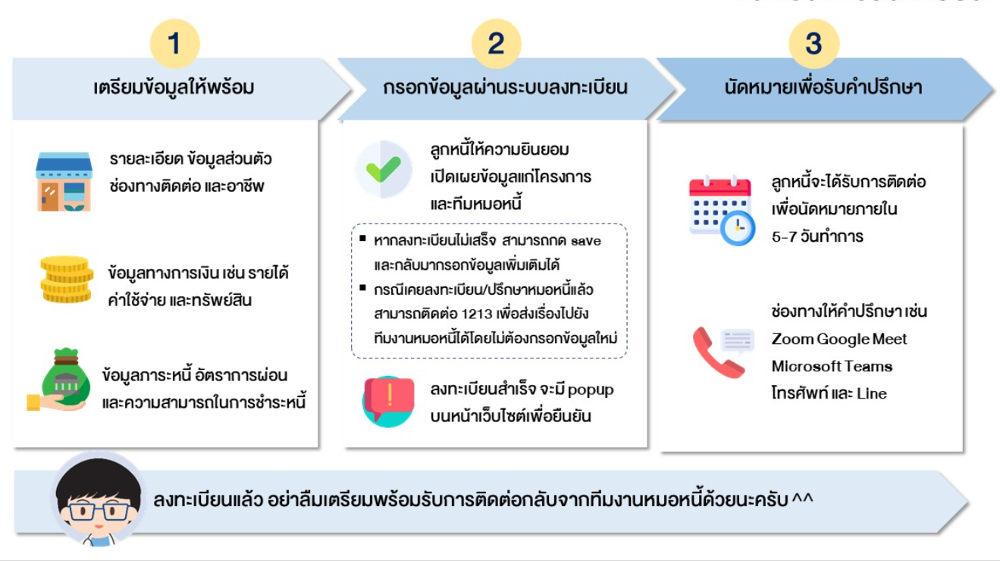 1
เตรียมข้อมูลให้พร้อม
รายละเอียด ข้อมูลส่วนตัว
ช่องทางติดต่อ และอาชีพ
ข้อมูลทางการเงิน เช่น รายได้
ค่าใช้จ่าย และทรัพย์สิน
ข้อมูลภาระหนี้ อัตราการผ่อน
และความสามารถในการชำระหนี้
2
กรอกข้อมูลผ่านระบบลงทะเบียน
ลูกหนี้ให้ความยินยอม
เปิดเผยข้อมูลแก่โครงการ
และทีมหมอหนี้
▪ หากลงทะเบียนไม่เสร็จ สามารถกด save
และกลับมากรอกข้อมูลเพิ่มเติมได้
▪ กรณีเคยลงทะเบียน/ปรึกษาหมอหนี้แล้ว
สามารถติดต่อ 1213 เพื่อส่งเรื่องไปยัง
ทีมงานหมอหนี้ได้โดยไม่ต้องกรอกข้อมูลใหม่
ลงทะเบียนสำเร็จ จะมี popup
บนหน้าเว็บไซต์เพื่อยืนยัน
3
นัดหมายเพื่อรับคำปรึกษา
ลูกหนี้จะได้รับการติดต่อ
เพื่อนัดหมายภายใน
5-7 วันทำการ
ช่องทางให้คำปรึกษา เช่น
Zoom Google Meet
Microsoft Teams
โทรศัพท์ และ Line
ลงทะเบียนแล้ว อย่าลืมเตรียมพร้อมรับการติดต่อกลับจากทีมงานหมอหนี้ด้วยนะครับ ^^